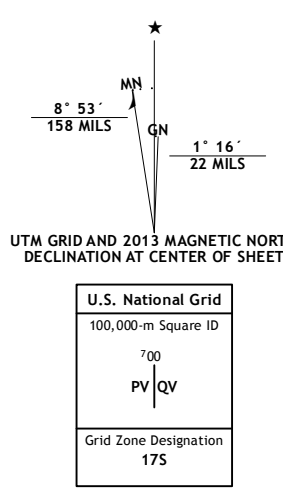 ★
MN
8° 53´
158 MILS
GN
1° 16´
22 MILS
UTM GRID AND 2013 MAGNETIC NORT
DECLINATION AT CENTER OF SHEET
U.S. National Grid
100,000-m Square ID
⁷00
PV QV
Grid Zone Designation
17S